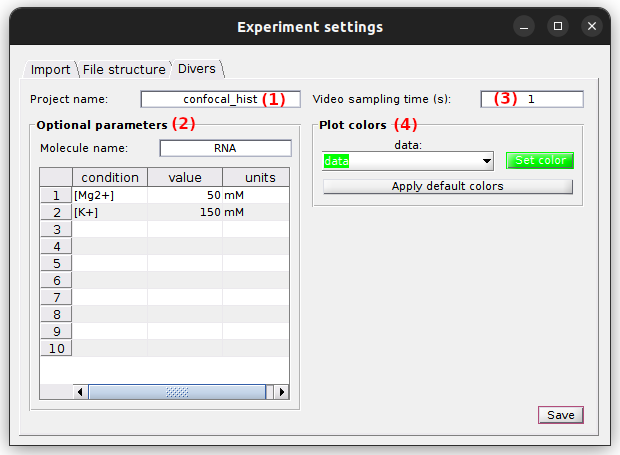 Experiment settings
Import File structure Divers
Project name: confocal_hist (1) Video sampling time (s): (3) 1
Optional parameters (2) Plot colors (4)
Molecule name: RNA
data:
data Set color
Apply default colors
condition value units
1 [Mg2+] 50 mM
2 [K+] 150 mM
3
4
5
6
7
8
9
10
Save